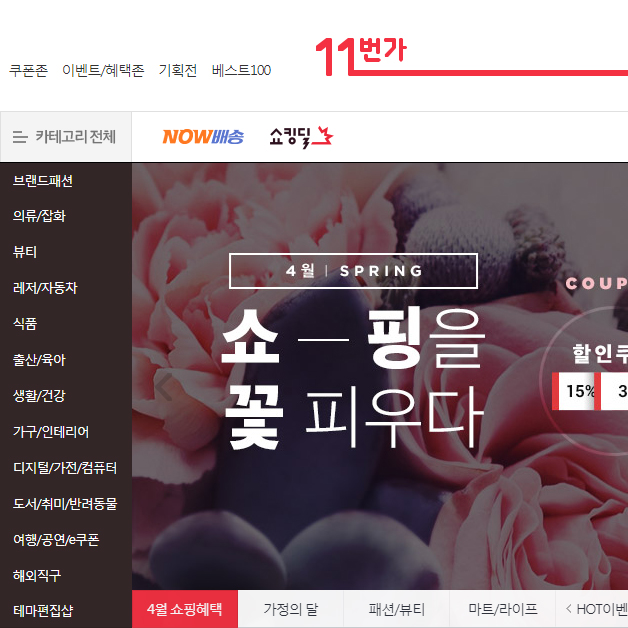 11번가
쿠폰존 이벤트/혜택존 기획전 베스트100
카테고리 전체 NOW배송 쇼킹딜
브랜드패션
의류/잡화
뷰티
레저/자동차
식품
출산/육아
생활/건강
가구/인테리어
디지털/가전/컴퓨터
도서/취미/반려동물
여행/공연/e쿠폰
해외직구
테마편집샵
4월 | SPRING
쇼 — 핑을
꽃 피우다
COUP
할인쿠
15% 3
4월 쇼핑혜택 가정의 달 패션/뷰티 마트/라이프 < HOT이벤